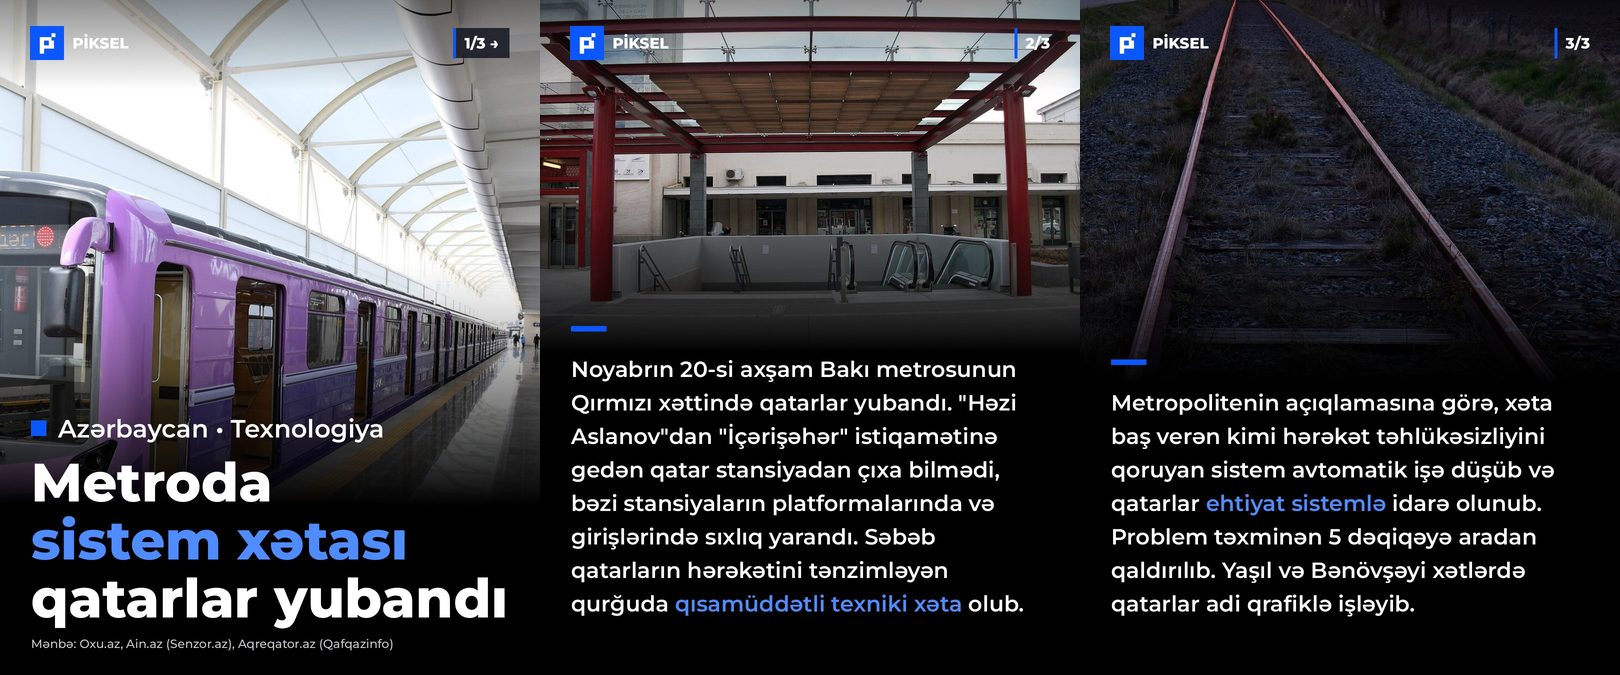 PİKSEL
1/3 →
Azərbaycan • Texnologiya
Metroda
sistem xətası
qatarlar yubandı
Mənbə: Oxu.az, Ain.az (Senzor.az), Aqreqator.az (Qafqazinfo)
PİKSEL
2/3
Noyabrın 20-si axşam Bakı metrosunun
Qırmızı xəttində qatarlar yubandı. "Həzi
Aslanov"dan "İçərişəhər" istiqamətinə
gedən qatar stansiyadan çıxa bilmədi,
bəzi stansiyaların platformalarında və
girişlərində sıxlıq yarandı. Səbəb
qatarların hərəkətini tənzimləyən
qurğuda qısamüddətli texniki xəta olub.
PİKSEL
3/3
Metropolitenin açıqlamasına görə, xəta
baş verən kimi hərəkət təhlükəsizliyini
qoruyan sistem avtomatik işə düşüb və
qatarlar ehtiyat sistemlə idarə olunub.
Problem təxminən 5 dəqiqəyə aradan
qaldırılıb. Yaşıl və Bənövşəyi xətlərdə
qatarlar adi qrafiklə işləyib.